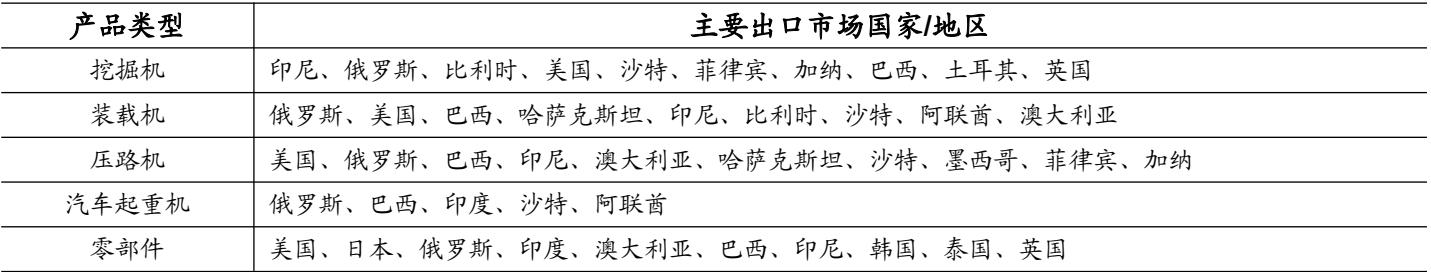 产品类型 主要出口市场国家/地区
挖掘机 印尼、俄罗斯、比利时、美国、沙特、菲律宾、加纳、巴西、土耳其、英国
装载机 俄罗斯、美国、巴西、哈萨克斯坦、印尼、比利时、沙特、阿联酋、澳大利亚
压路机 美国、俄罗斯、巴西、印尼、澳大利亚、哈萨克斯坦、沙特、墨西哥、菲律宾、加纳
汽车起重机 俄罗斯、巴西、印度、沙特、阿联酋
零部件 美国、日本、俄罗斯、印度、澳大利亚、巴西、印尼、韩国、泰国、英国